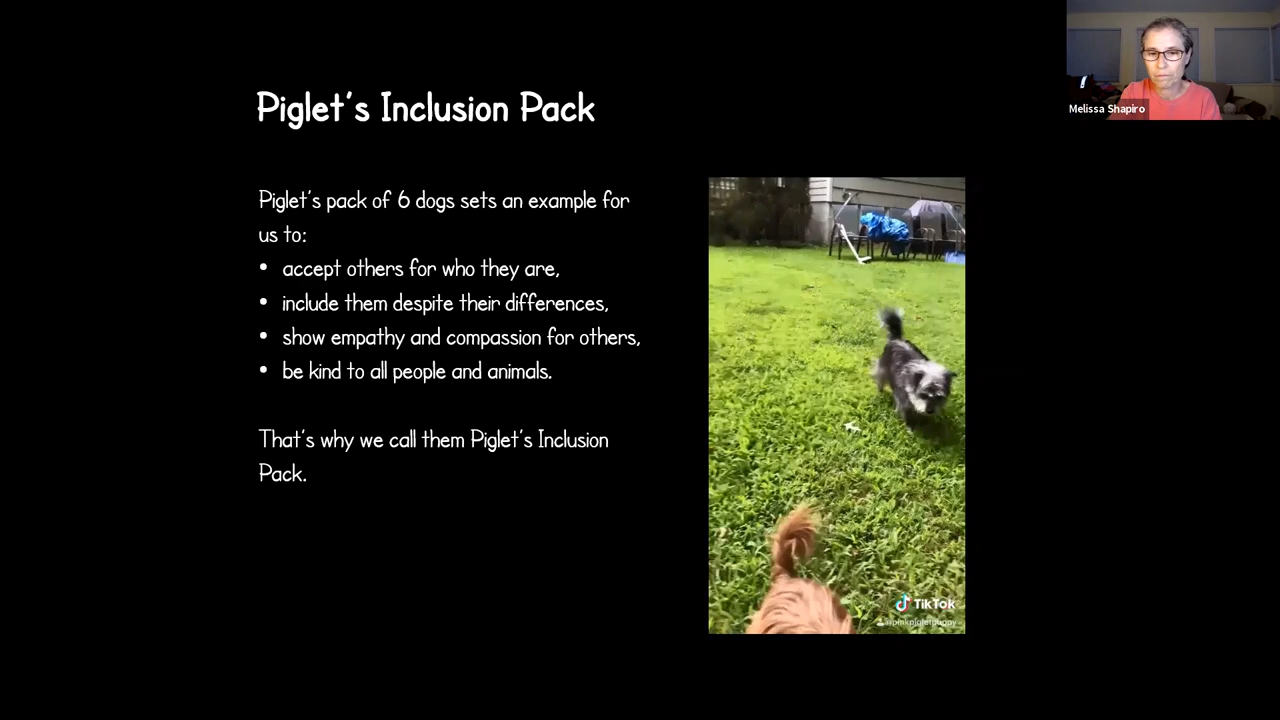 Piglet's Inclusion Pack
Melissa Shapiro
Piglet's pack of 6 dogs sets an example for
us to:
• accept others for who they are,
• include them despite their differences,
• show empathy and compassion for others,
• be kind to all people and animals.
That's why we call them Piglet's Inclusion
Pack.
TikTok
@pinkpigletpuppy